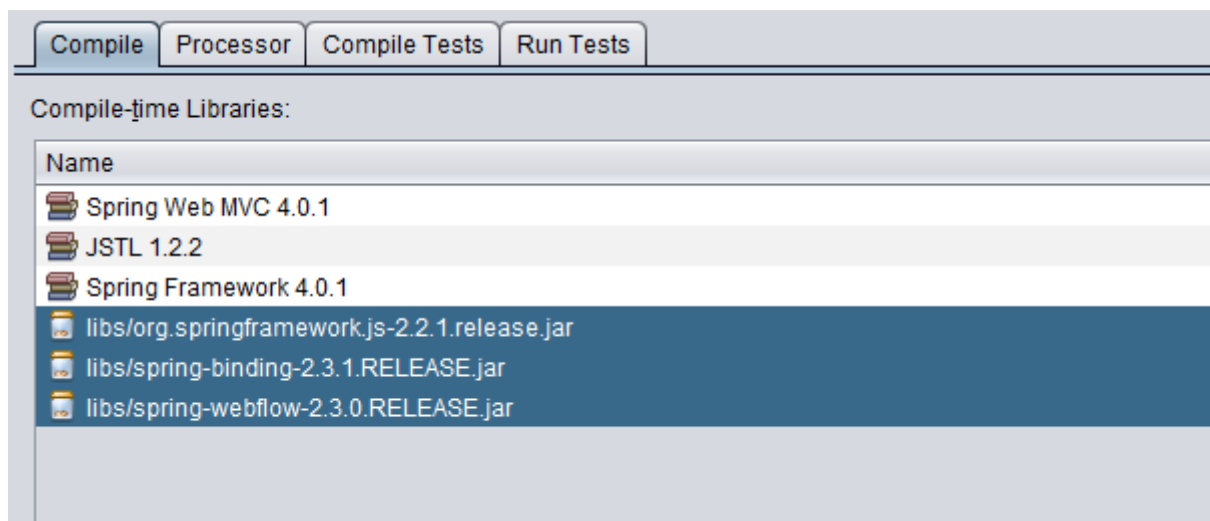 Compile Processor Compile Tests Run Tests
Compile-time Libraries:
Name
Spring Web MVC 4.0.1
JSTL 1.2.2
Spring Framework 4.0.1
libs/org.springframework.js-2.2.1.release.jar
libs/spring-binding-2.3.1.RELEASE.jar
libs/spring-webflow-2.3.0.RELEASE.jar